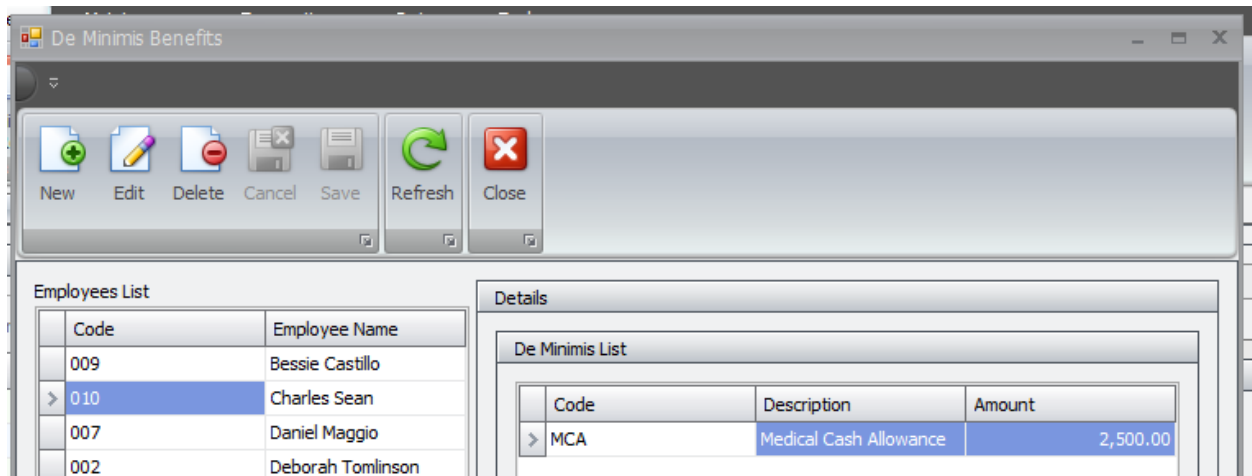 De Minimis Benefits
New Edit Delete Cancel Save Refresh Close
Employees List
Code Employee Name
009 Bessie Castillo
010 Charles Sean
007 Daniel Maggio
002 Deborah Tomlinson
Details
De Minimis List
Code Description Amount
MCA Medical Cash Allowance 2,500.00